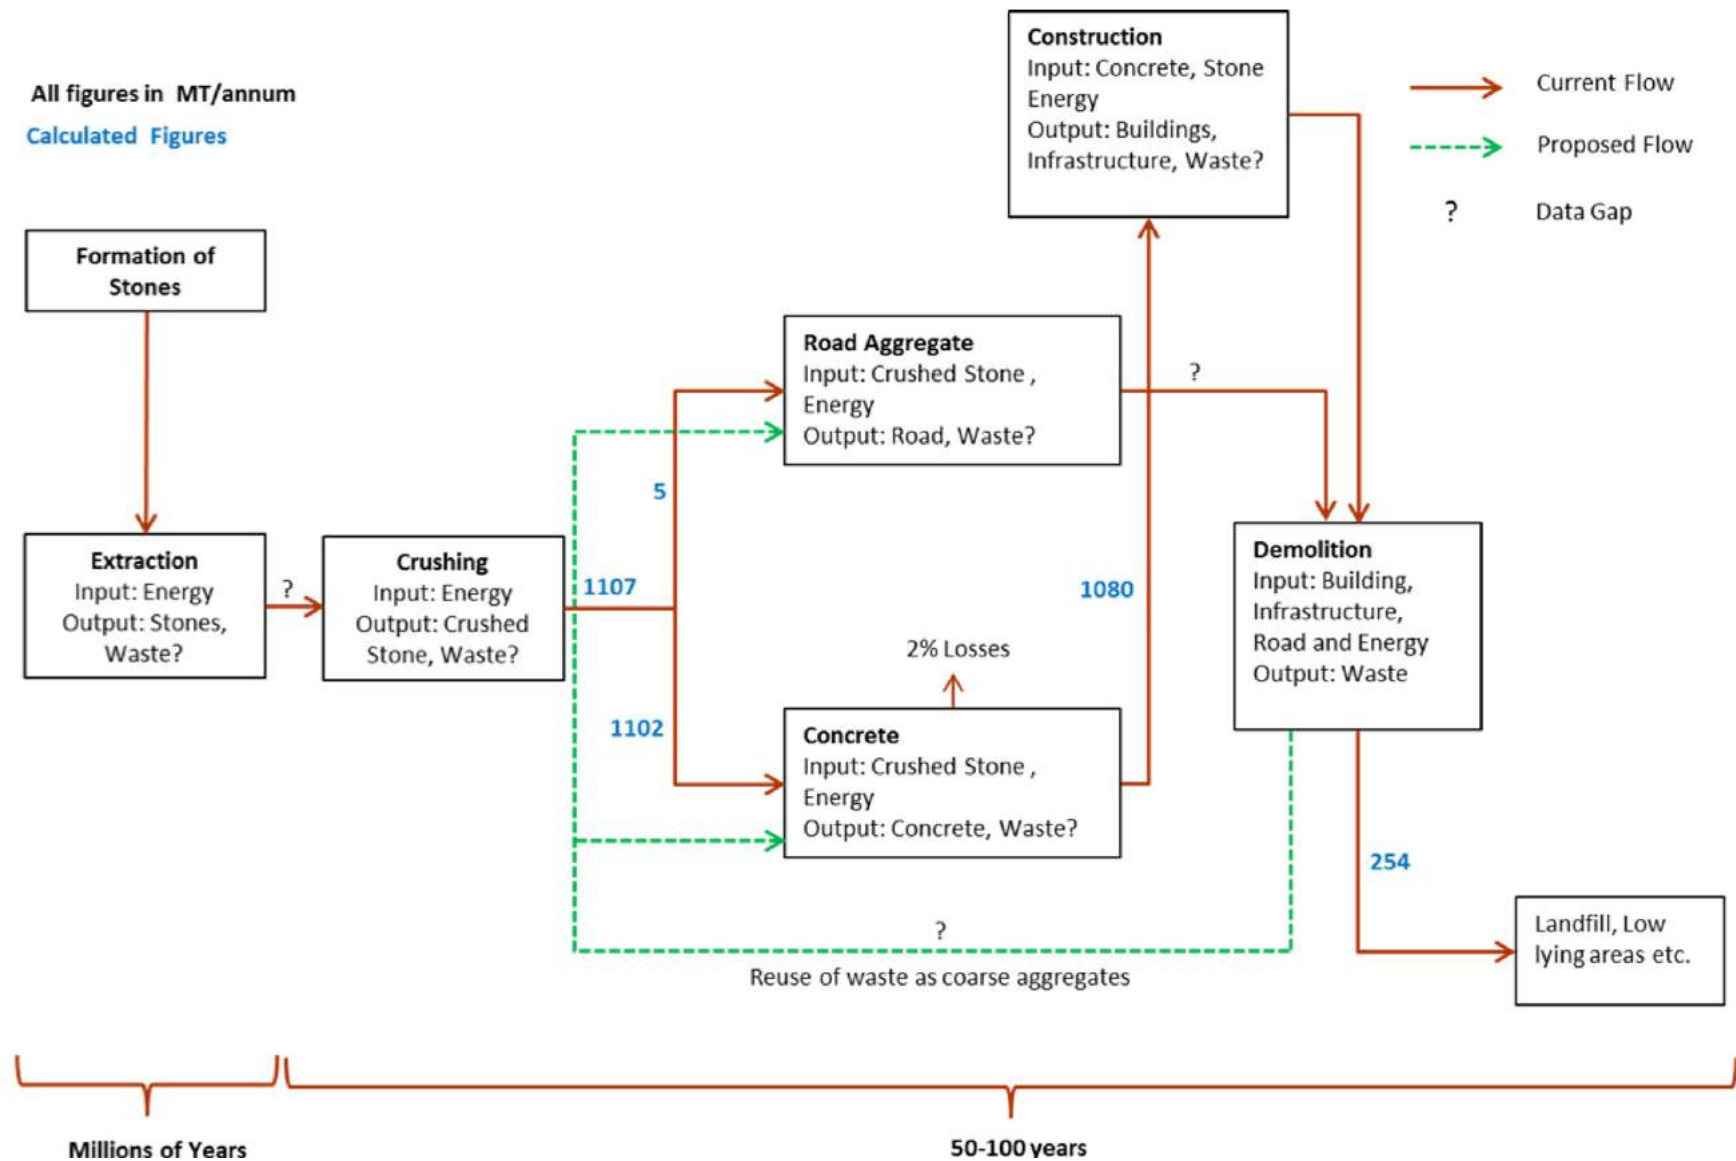 All figures in MT/annum
Calculated Figures
Construction
Input: Concrete, Stone
Energy
Output: Buildings,
Infrastructure, Waste?
Current Flow
Proposed Flow
? Data Gap
Formation of
Stones
Road Aggregate
Input: Crushed Stone ,
Energy
Output: Road, Waste?
?
5
Extraction
Input: Energy
Output: Stones,
Waste?
?
Crushing
Input: Energy
Output: Crushed
Stone, Waste?
1107
1102
1080
2% Losses
Concrete
Input: Crushed Stone ,
Energy
Output: Concrete, Waste?
Demolition
Input: Building,
Infrastructure,
Road and Energy
Output: Waste
254
Landfill, Low
lying areas etc.
?
Reuse of waste as coarse aggregates
Millions of Years
50-100 years